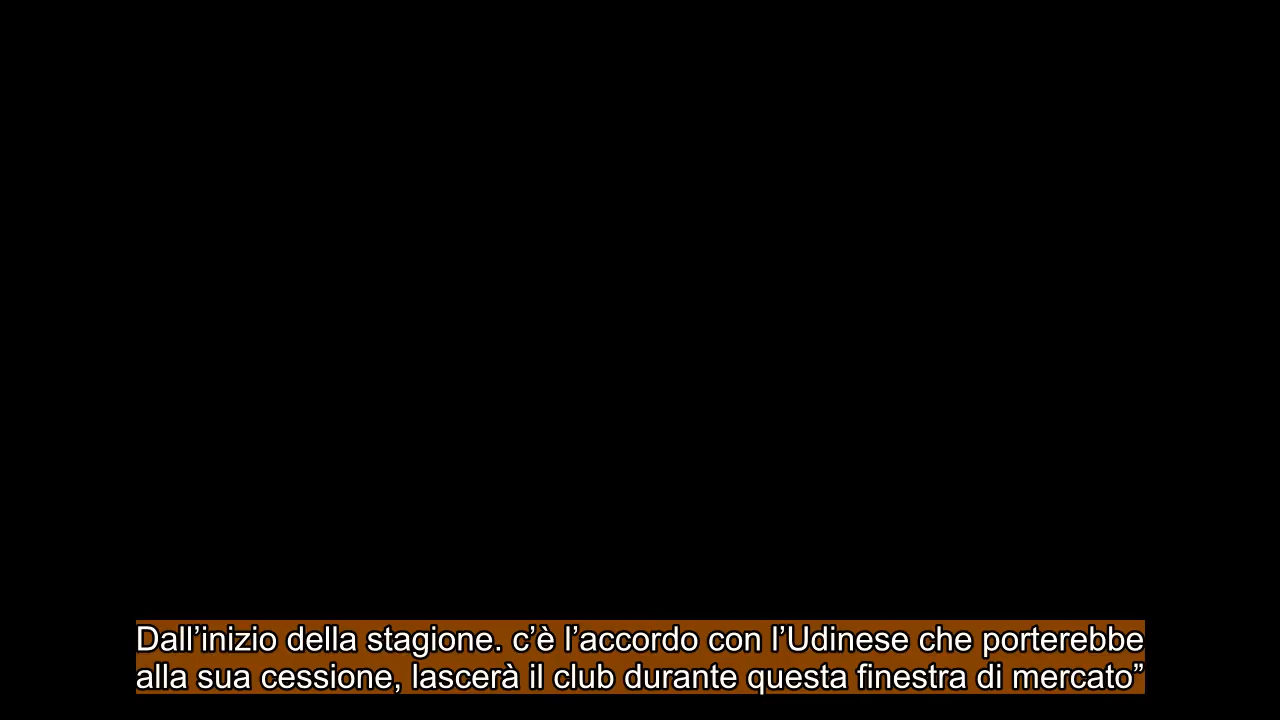 Dall’inizio della stagione. c’è l’accordo con l’Udinese che porterebbe
alla sua cessione, lascerà il club durante questa finestra di mercato”